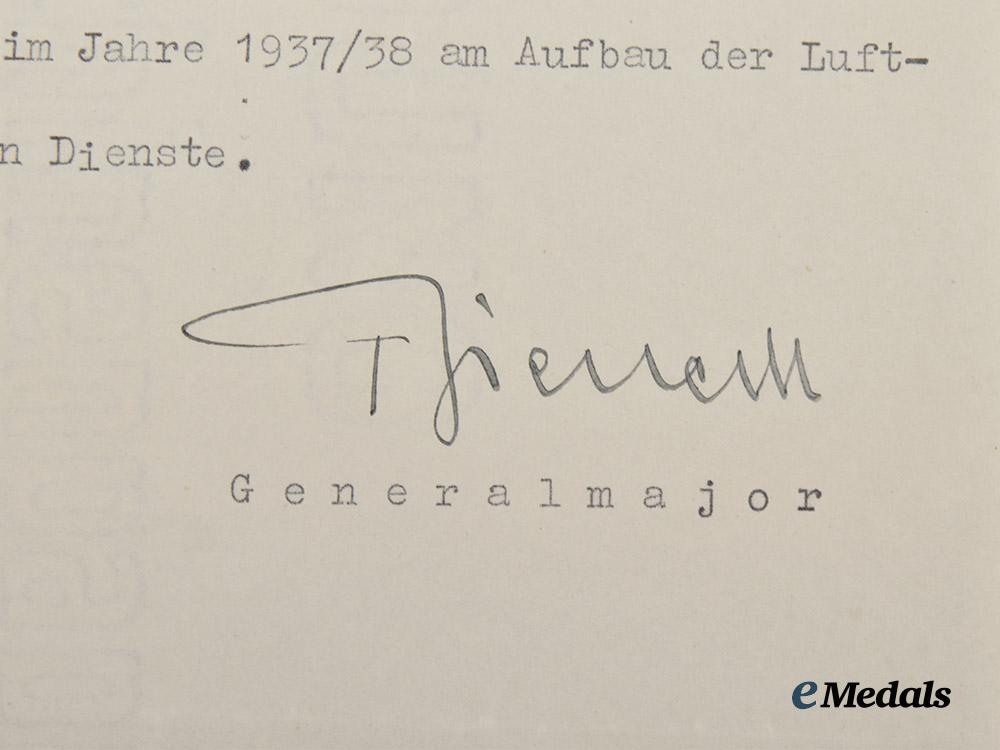 im Jahre 1937/38 am Aufbau der Luft-
n Dienste.
Generalmajor
eMedals